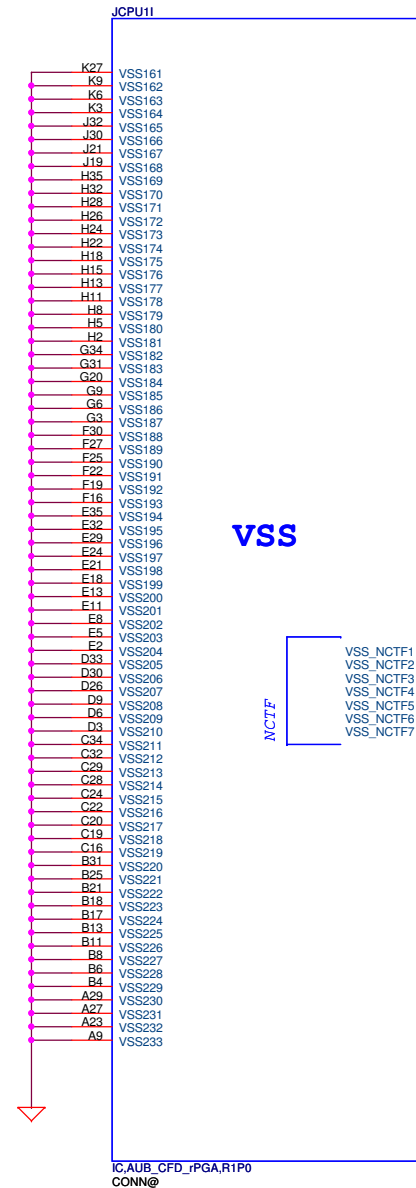 JCPU1I
K27 VSS161
K9 VSS162
K6 VSS163
K3 VSS164
J32 VSS165
J30 VSS166
J21 VSS167
J19 VSS168
H35 VSS169
H32 VSS170
H28 VSS171
H26 VSS172
H24 VSS173
H22 VSS174
H18 VSS175
H15 VSS176
H13 VSS177
H11 VSS178
H8 VSS179
H5 VSS180
H2 VSS181
G34 VSS182
G31 VSS183
G20 VSS184
G9 VSS185
G6 VSS186
G3 VSS187
F30 VSS188
F27 VSS189
F25 VSS190
F22 VSS191
F19 VSS192
F16 VSS193
E35 VSS194
E32 VSS195
E29 VSS196
E24 VSS197
E21 VSS198
E18 VSS199
E13 VSS200
E11 VSS201
E8 VSS202
E5 VSS203
E2 VSS204
D33 VSS205
D30 VSS206
D26 VSS207
D9 VSS208
D6 VSS209
D3 VSS210
C34 VSS211
C32 VSS212
C29 VSS213
C28 VSS214
C24 VSS215
C22 VSS216
C20 VSS217
C19 VSS218
C16 VSS219
B31 VSS220
B25 VSS221
B21 VSS222
B18 VSS223
B17 VSS224
B13 VSS225
B11 VSS226
B8 VSS227
B6 VSS228
B4 VSS229
A29 VSS230
A27 VSS231
A23 VSS232
A9 VSS233
VSS
NCTF
VSS_NCTF1
VSS_NCTF2
VSS_NCTF3
VSS_NCTF4
VSS_NCTF5
VSS_NCTF6
VSS_NCTF7
IC,AUB_CFD_rPGA,R1P0
CONN@